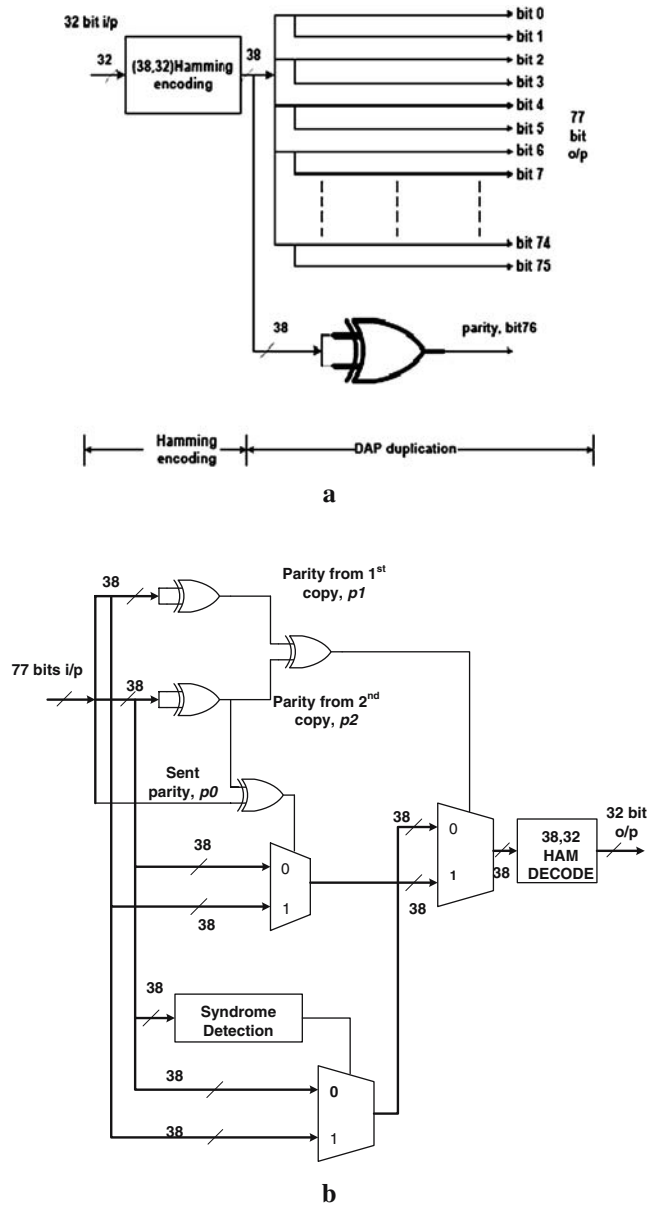 32 bit i/p
32
(38,32)Hamming
encoding
38
bit 0
bit 1
bit 2
bit 3
bit 4
bit 5
bit 6
bit 7
77
bit
o/p
bit 74
bit 75
38
parity, bit76
Hamming
encoding
DAP duplication
a
38
Parity from 1st
copy, p1
77 bits i/p
38
Parity from 2nd
copy, p2
Sent
parity, p0
38
0
1
38
38
0
1
38
38
38,32
HAM
DECODE
32 bit
o/p
38
Syndrome
Detection
38
0
38
1
b